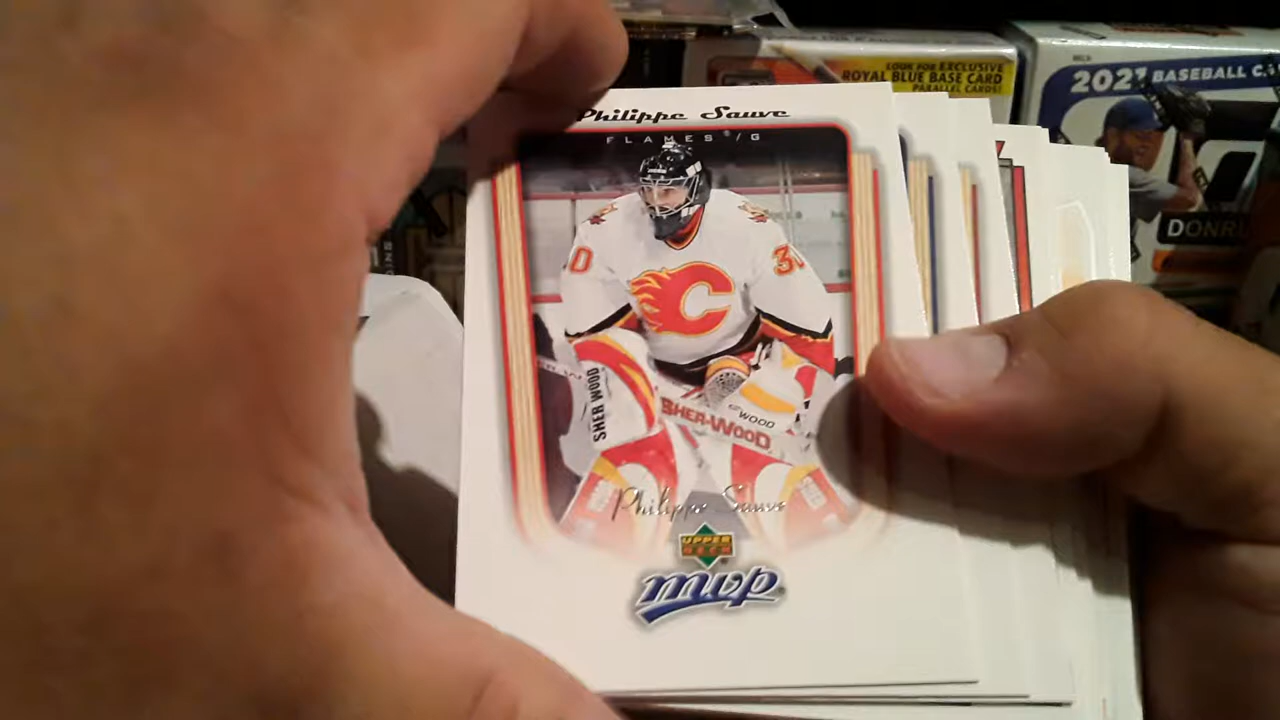 LOOK FOR EXCLUSIVE
ROYAL BLUE BASE CARD
PARALLEL CARDS!
2021 BASEBALL CA
DONRU
Philippe Sauve
FLAMES®/G
30
30
SHER WOOD
SHER-WOOD
WOOD
Philippe Sauve
UPPER
DECK
mvp